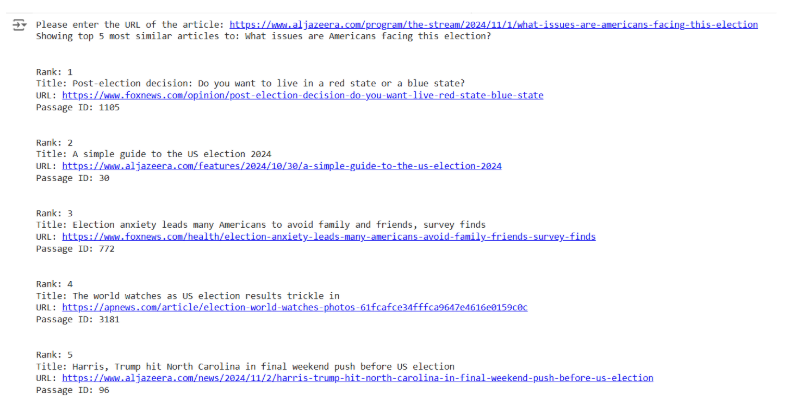 Please enter the URL of the article: https://www.aljazeera.com/program/the-stream/2024/11/1/what-issues-are-americans-facing-this-election
Showing top 5 most similar articles to: What issues are Americans facing this election?
Rank: 1
Title: Post-election decision: Do you want to live in a red state or a blue state?
URL: https://www.foxnews.com/opinion/post-election-decision-do-you-want-live-red-state-blue-state
Passage ID: 1105
Rank: 2
Title: A simple guide to the US election 2024
URL: https://www.aljazeera.com/features/2024/10/30/a-simple-guide-to-the-us-election-2024
Passage ID: 30
Rank: 3
Title: Election anxiety leads many Americans to avoid family and friends, survey finds
URL: https://www.foxnews.com/health/election-anxiety-leads-many-americans-avoid-family-friends-survey-finds
Passage ID: 772
Rank: 4
Title: The world watches as US election results trickle in
URL: https://apnews.com/article/election-world-watches-photos-61fcafce34fffca9647e4616e0159c0c
Passage ID: 3181
Rank: 5
Title: Harris, Trump hit North Carolina in final weekend push before US election
URL: https://www.aljazeera.com/news/2024/11/2/harris-trump-hit-north-carolina-in-final-weekend-push-before-us-election
Passage ID: 96